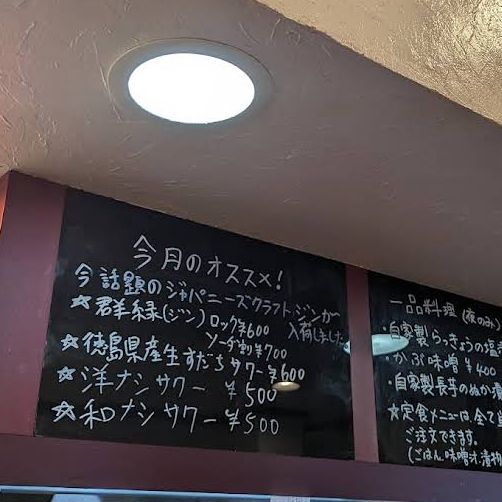 今月のオススメ!
今話題のジャパニーズクラフトジンが
入荷しました
☆群緑(ジン)ロック¥600
ソーダ割¥700
☆徳島県産生すだちサワー¥600
☆洋ナシサワー ¥500
☆和ナシサワー ¥500
一品料理(夜のみ)
・自家製らっきょうの塩
かぶ味噌¥400
・自家製長芋のぬか漬
☆定食メニューは全て
ご注文できます。
(ごはん、味噌汁、漬物